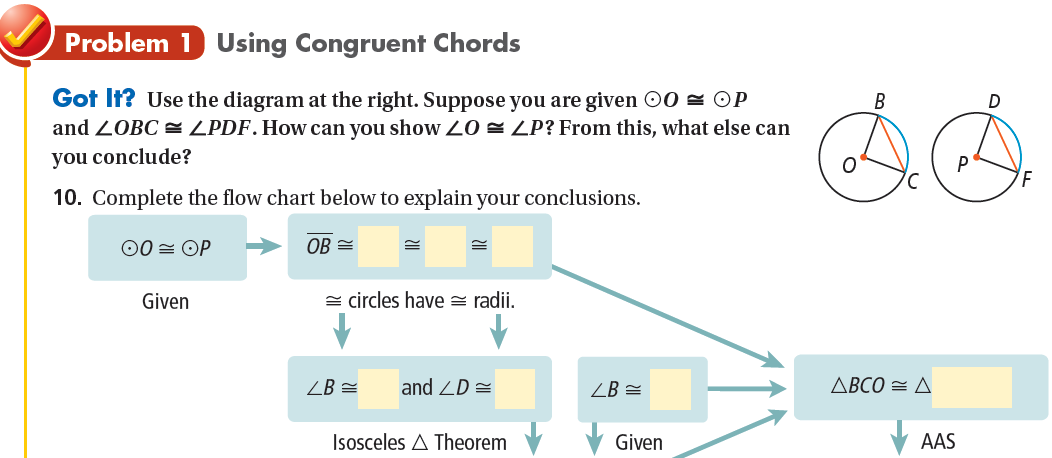 Problem 1 Using Congruent Chords
Got It? Use the diagram at the right. Suppose you are given ⊙O ≅ ⊙P
and ∠OBC ≅ ∠PDF. How can you show ∠O ≅ ∠P? From this, what else can
you conclude?
B
D
O
C
P
F
10. Complete the flow chart below to explain your conclusions.
⊙O ≅ ⊙P
O̅B̅ ≅ ≅ ≅
Given
≅ circles have ≅ radii.
∠B ≅ and ∠D ≅
∠B ≅
△BCO ≅ △
Isosceles △ Theorem
Given
AAS